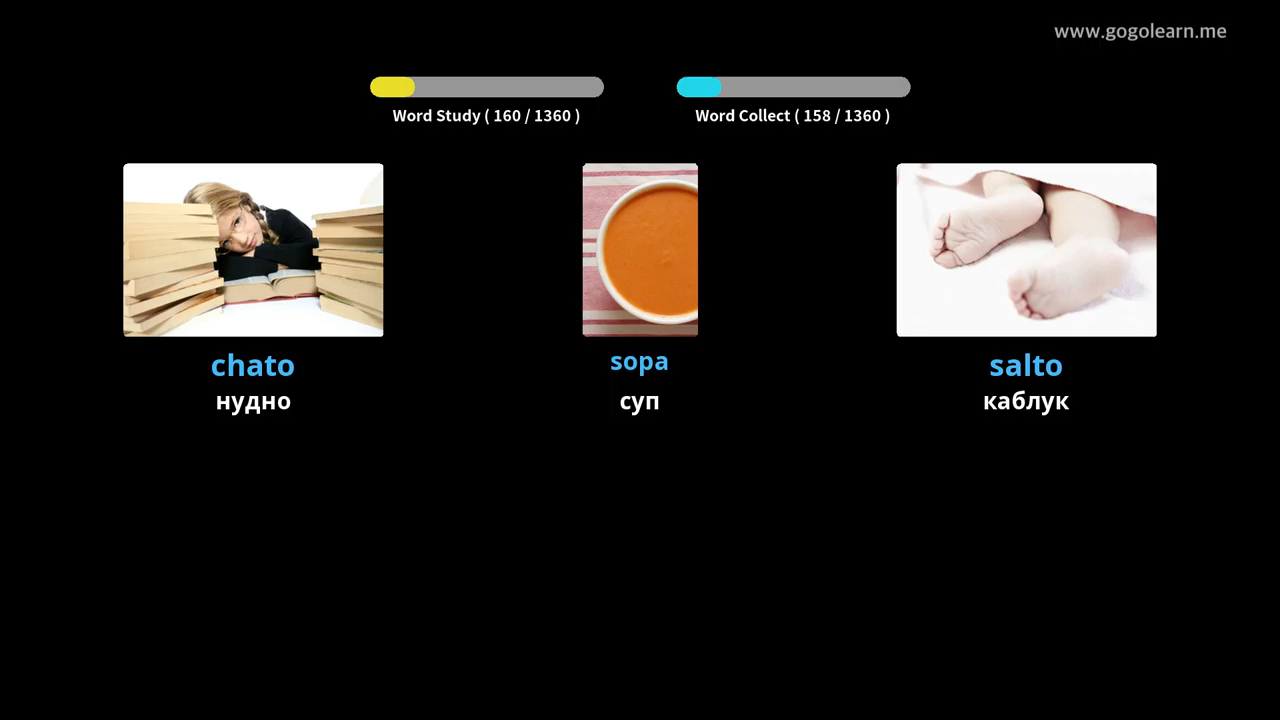 www.gogolearn.me
Word Study ( 160 / 1360 )
Word Collect ( 158 / 1360 )
chato
нудно
sopa
суп
salto
каблук